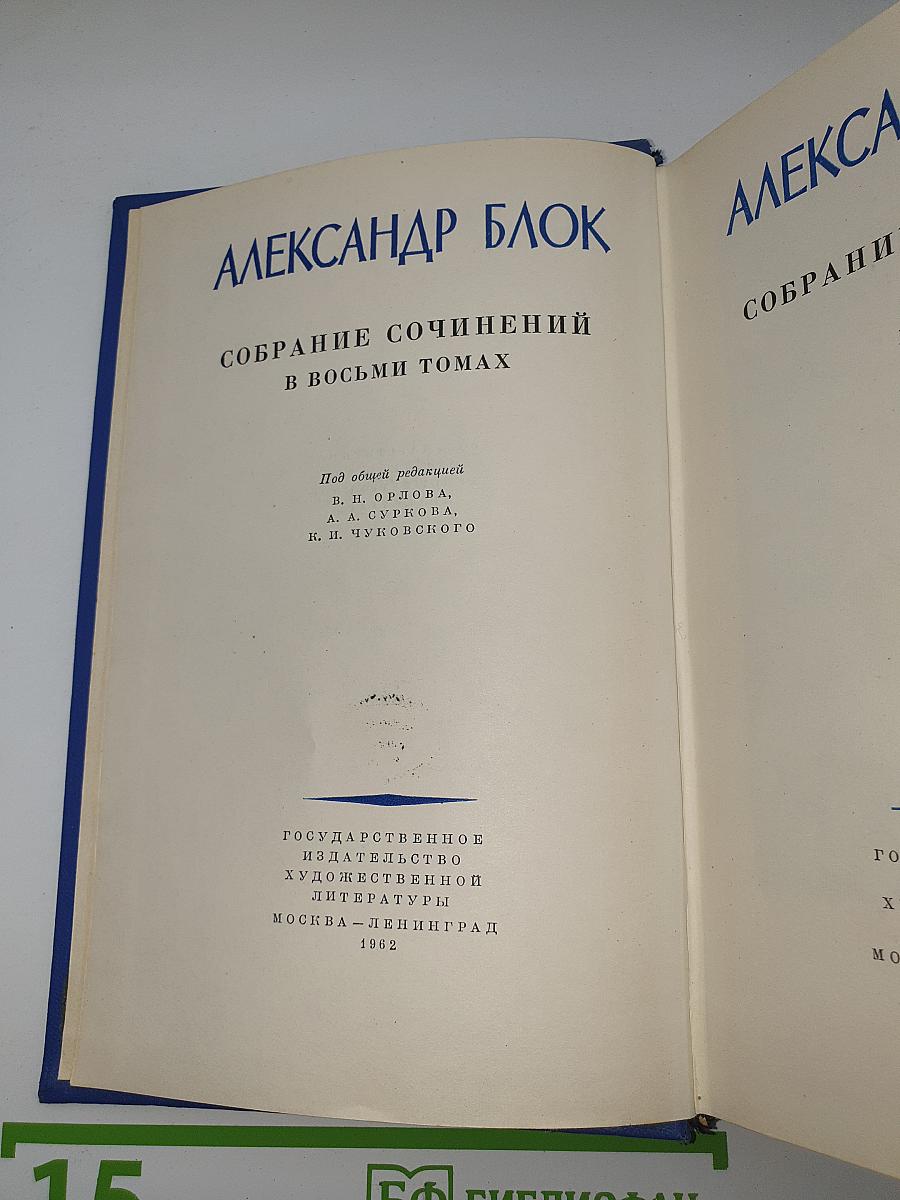 АЛЕКСАНДР БЛОК
СОБРАНИЕ СОЧИНЕНИЙ
В ВОСЬМИ ТОМАХ
Под общей редакцией
В. Н. ОРЛОВА,
А. А. СУРКОВА,
К. И. ЧУКОВСКОГО
ГОСУДАРСТВЕННОЕ
ИЗДАТЕЛЬСТВО
ХУДОЖЕСТВЕННОЙ
ЛИТЕРАТУРЫ
МОСКВА — ЛЕНИНГРАД
1962
АЛЕКСА
СОБРАНИ
ГО
Х
МО
15
БФ БИБЛИОФАН